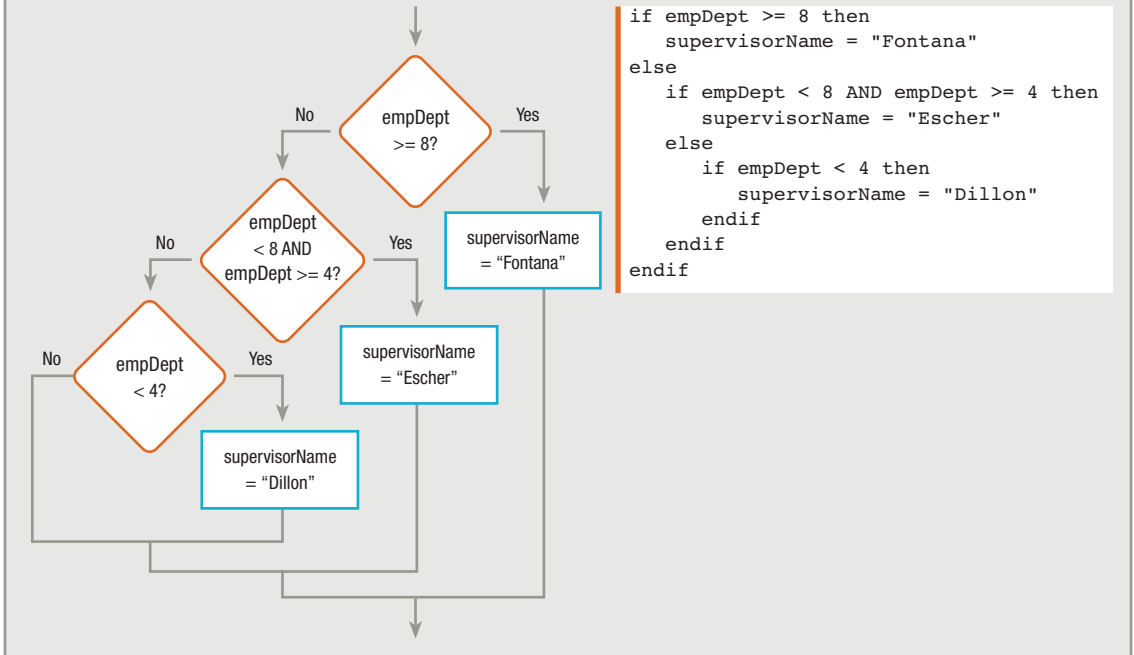 empDept
>= 8?
No
Yes
empDept
< 8 AND
empDept >= 4?
No
Yes
supervisorName
= “Fontana”
empDept
< 4?
No
Yes
supervisorName
= “Escher”
supervisorName
= “Dillon”
if empDept >= 8 then
   supervisorName = "Fontana"
else
   if empDept < 8 AND empDept >= 4 then
      supervisorName = "Escher"
   else
      if empDept < 4 then
         supervisorName = "Dillon"
      endif
   endif
endif